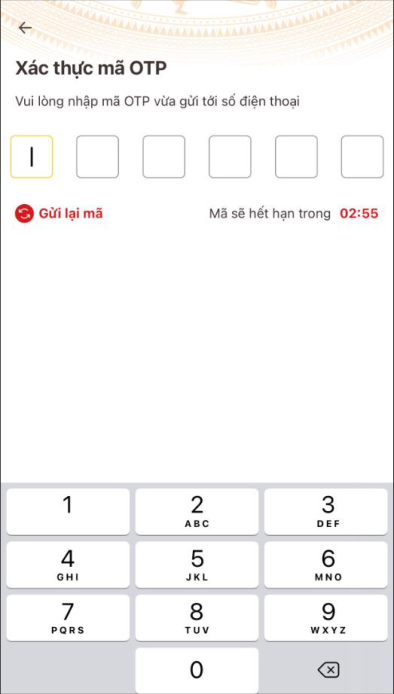 Xác thực mã OTP
Vui lòng nhập mã OTP vừa gửi tới số điện thoại
Gửi lại mã Mã sẽ hết hạn trong 02:55
1 2 3
ABC DEF
4 5 6
GHI JKL MNO
7 8 9
PQRS TUV WXYZ
0